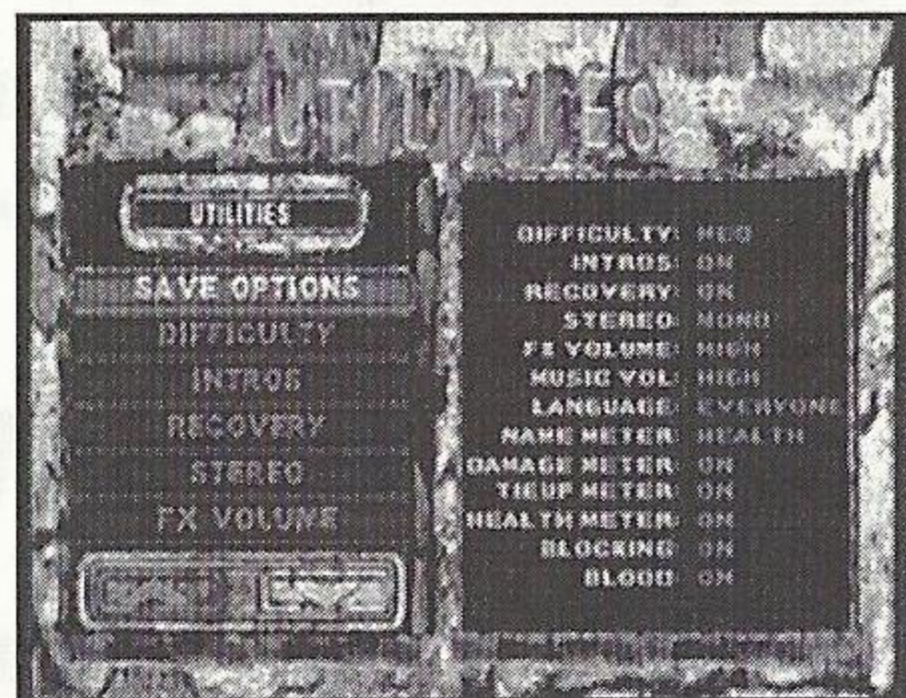 UTILITIES
UTILITIES
SAVE OPTIONS
DIFFICULTY
INTROS
RECOVERY
STEREO
FX VOLUME
DIFFICULTY: MED
INTROS: ON
RECOVERY: ON
STEREO: MONO
FX VOLUME: HIGH
MUSIC VOL: HIGH
LANGUAGE: EVERYONE
NAME METER: HEALTH
DAMAGE METER: ON
TIEUP METER: ON
HEALTH METER: ON
BLOCKING: ON
BLOOD: ON